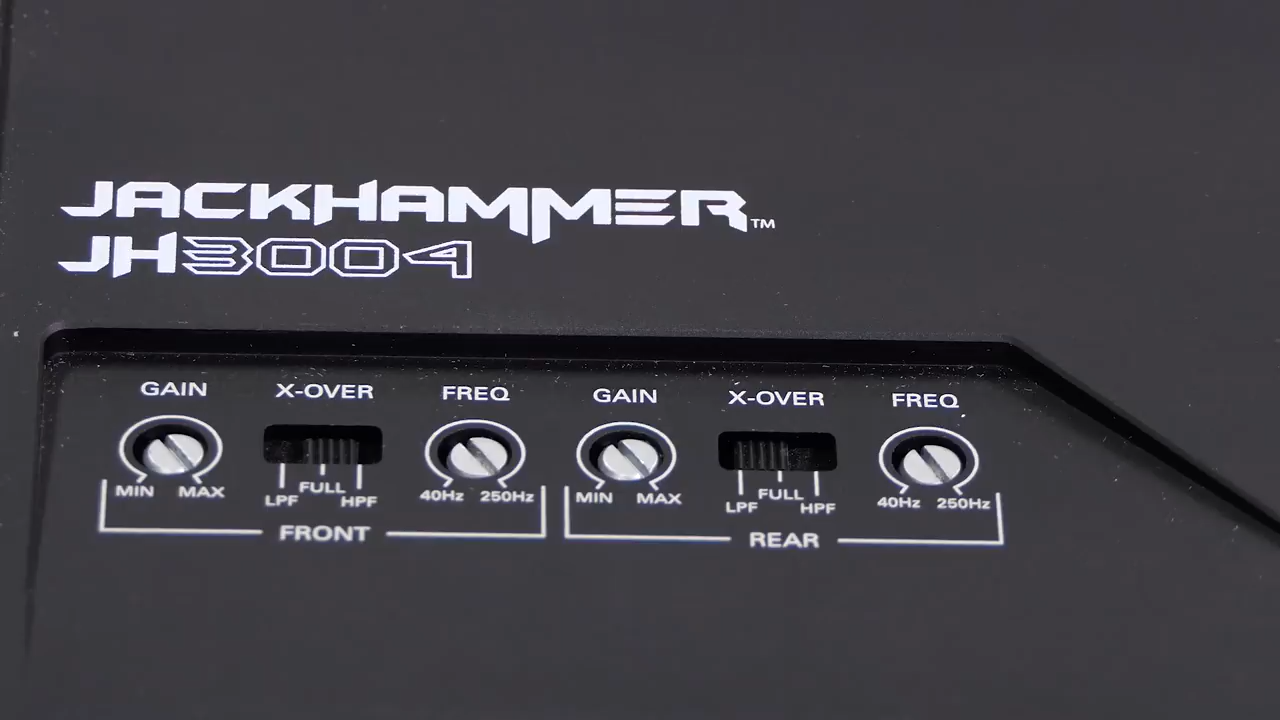 JACKHAMMER™
JH3004
GAIN X-OVER FREQ GAIN X-OVER FREQ
MIN MAX LPF FULL HPF 40Hz 250Hz MIN MAX LPF FULL HPF 40Hz 250Hz
FRONT REAR